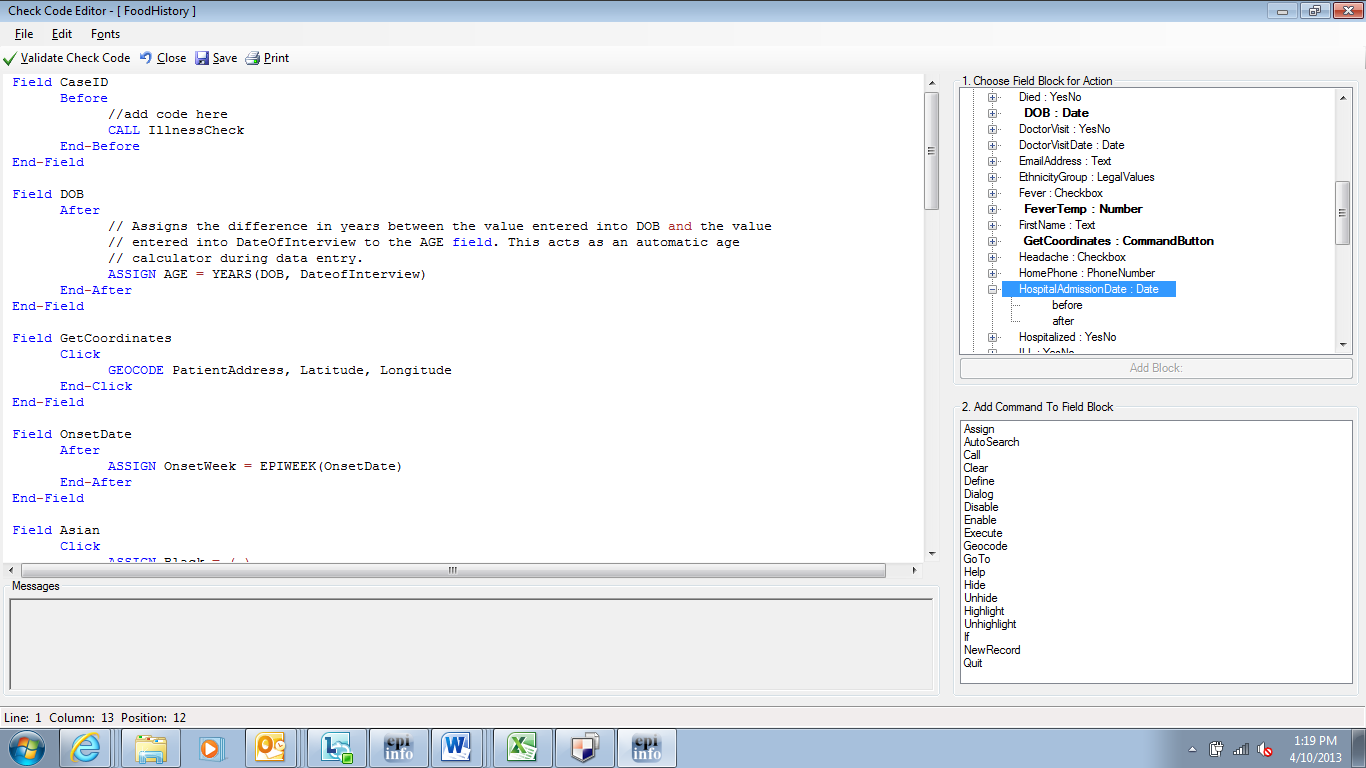 Check Code Editor - [ FoodHistory ]
File Edit Fonts
Validate Check Code Close Save Print
Field CaseID
Before
//add code here
CALL IllnessCheck
End-Before
End-Field
Field DOB
After
// Assigns the difference in years between the value entered into DOB and the value
// entered into DateOfInterview to the AGE field. This acts as an automatic age
// calculator during data entry.
ASSIGN AGE = YEARS(DOB, DateofInterview)
End-After
End-Field
Field GetCoordinates
Click
GEOCODE PatientAddress, Latitude, Longitude
End-Click
End-Field
Field OnsetDate
After
ASSIGN OnsetWeek = EPIWEEK(OnsetDate)
End-After
End-Field
Field Asian
Click
ASSIGN Black = (.)
Messages
1. Choose Field Block for Action
Died : YesNo
DOB : Date
DoctorVisit : YesNo
DoctorVisitDate : Date
EmailAddress : Text
EthnicityGroup : LegalValues
Fever : Checkbox
FeverTemp : Number
FirstName : Text
GetCoordinates : CommandButton
Headache : Checkbox
HomePhone : PhoneNumber
HospitalAdmissionDate : Date
before
after
Hospitalized : YesNo
ILL : YesNo
Add Block:
2. Add Command To Field Block
Assign
AutoSearch
Call
Clear
Define
Dialog
Disable
Enable
Execute
Geocode
GoTo
Help
Hide
Unhide
Highlight
Unhighlight
If
NewRecord
Quit
Line: 1 Column: 13 Position: 12
epi info
epi info
1:19 PM
4/10/2013